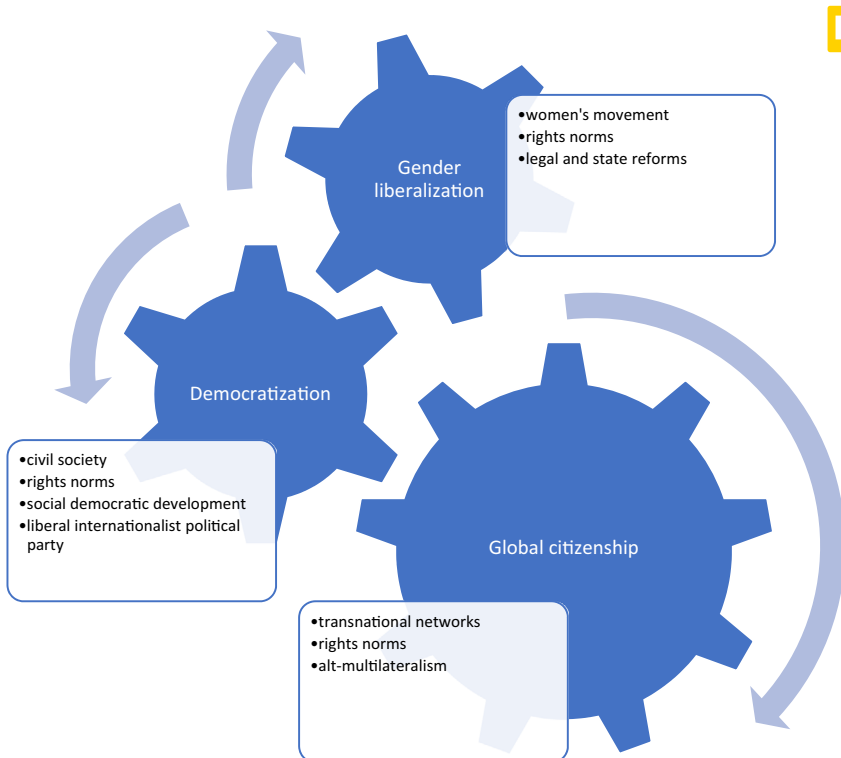 Gender
liberalization
•women's movement
•rights norms
•legal and state reforms
Democratization
•civil society
•rights norms
•social democratic development
•liberal internationalist political
party
Global citizenship
•transnational networks
•rights norms
•alt-multilateralism